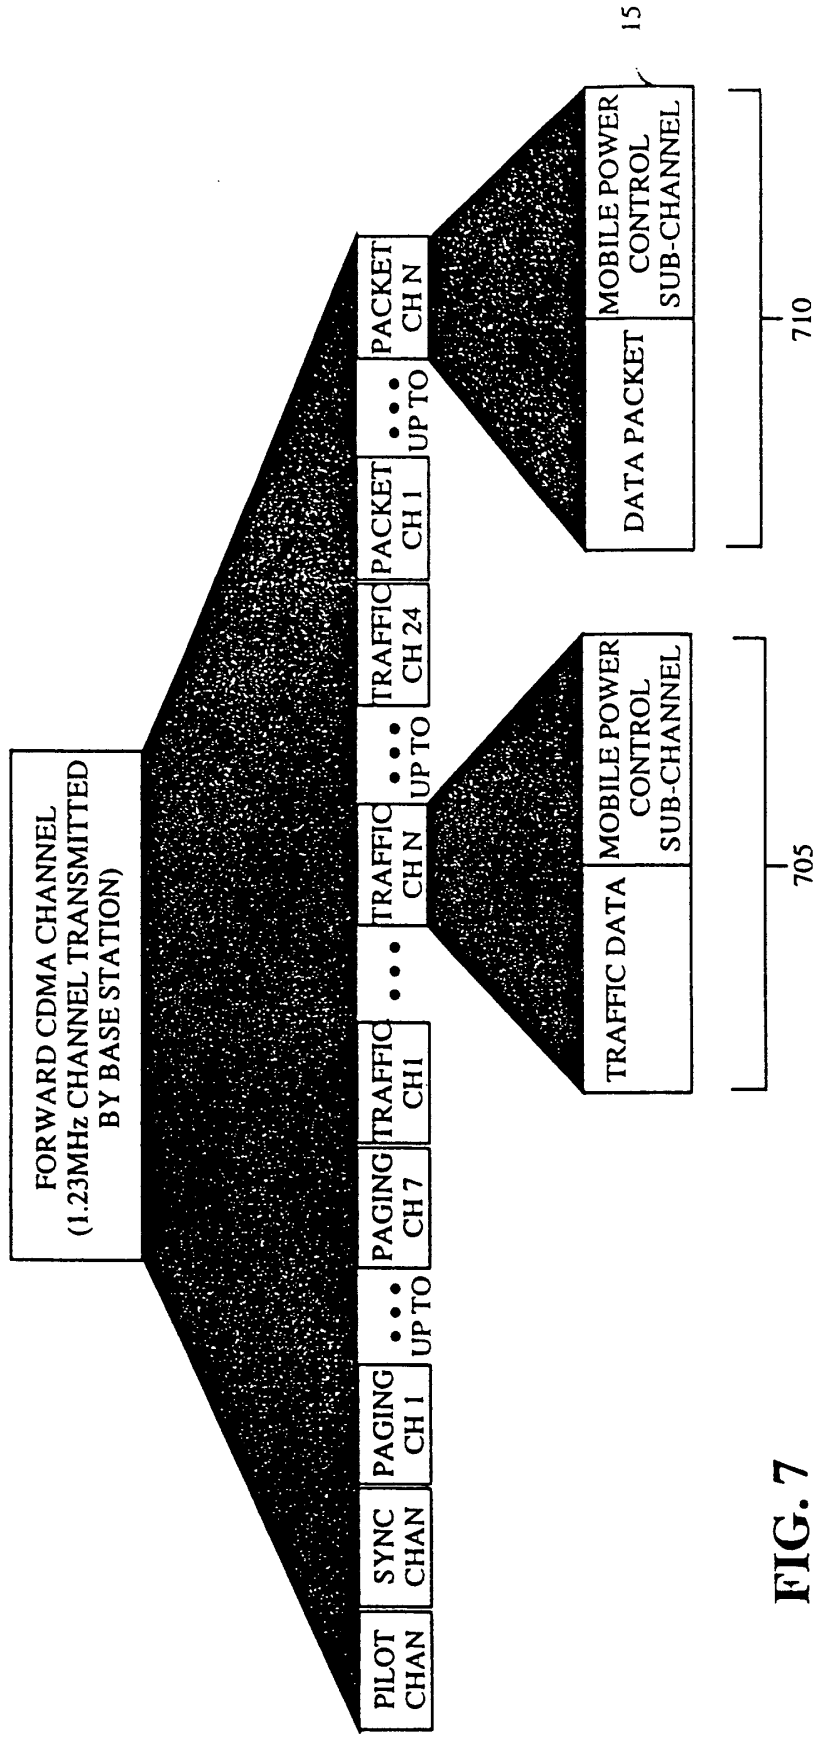 FORWARD CDMA CHANNEL
(1.23MHz CHANNEL TRANSMITTED
BY BASE STATION)
PILOT
CHAN
SYNC
CHAN
PAGING
CH 1
•••
UP TO
PAGING
CH 7
TRAFFIC
CH1
•••
TRAFFIC
CH N
•••
UP TO
TRAFFIC
CH 24
PACKET
CH 1
•••
UP TO
PACKET
CH N
TRAFFIC DATA
MOBILE POWER
CONTROL
SUB-CHANNEL
705
DATA PACKET
MOBILE POWER
CONTROL
SUB-CHANNEL
15
710
FIG. 7